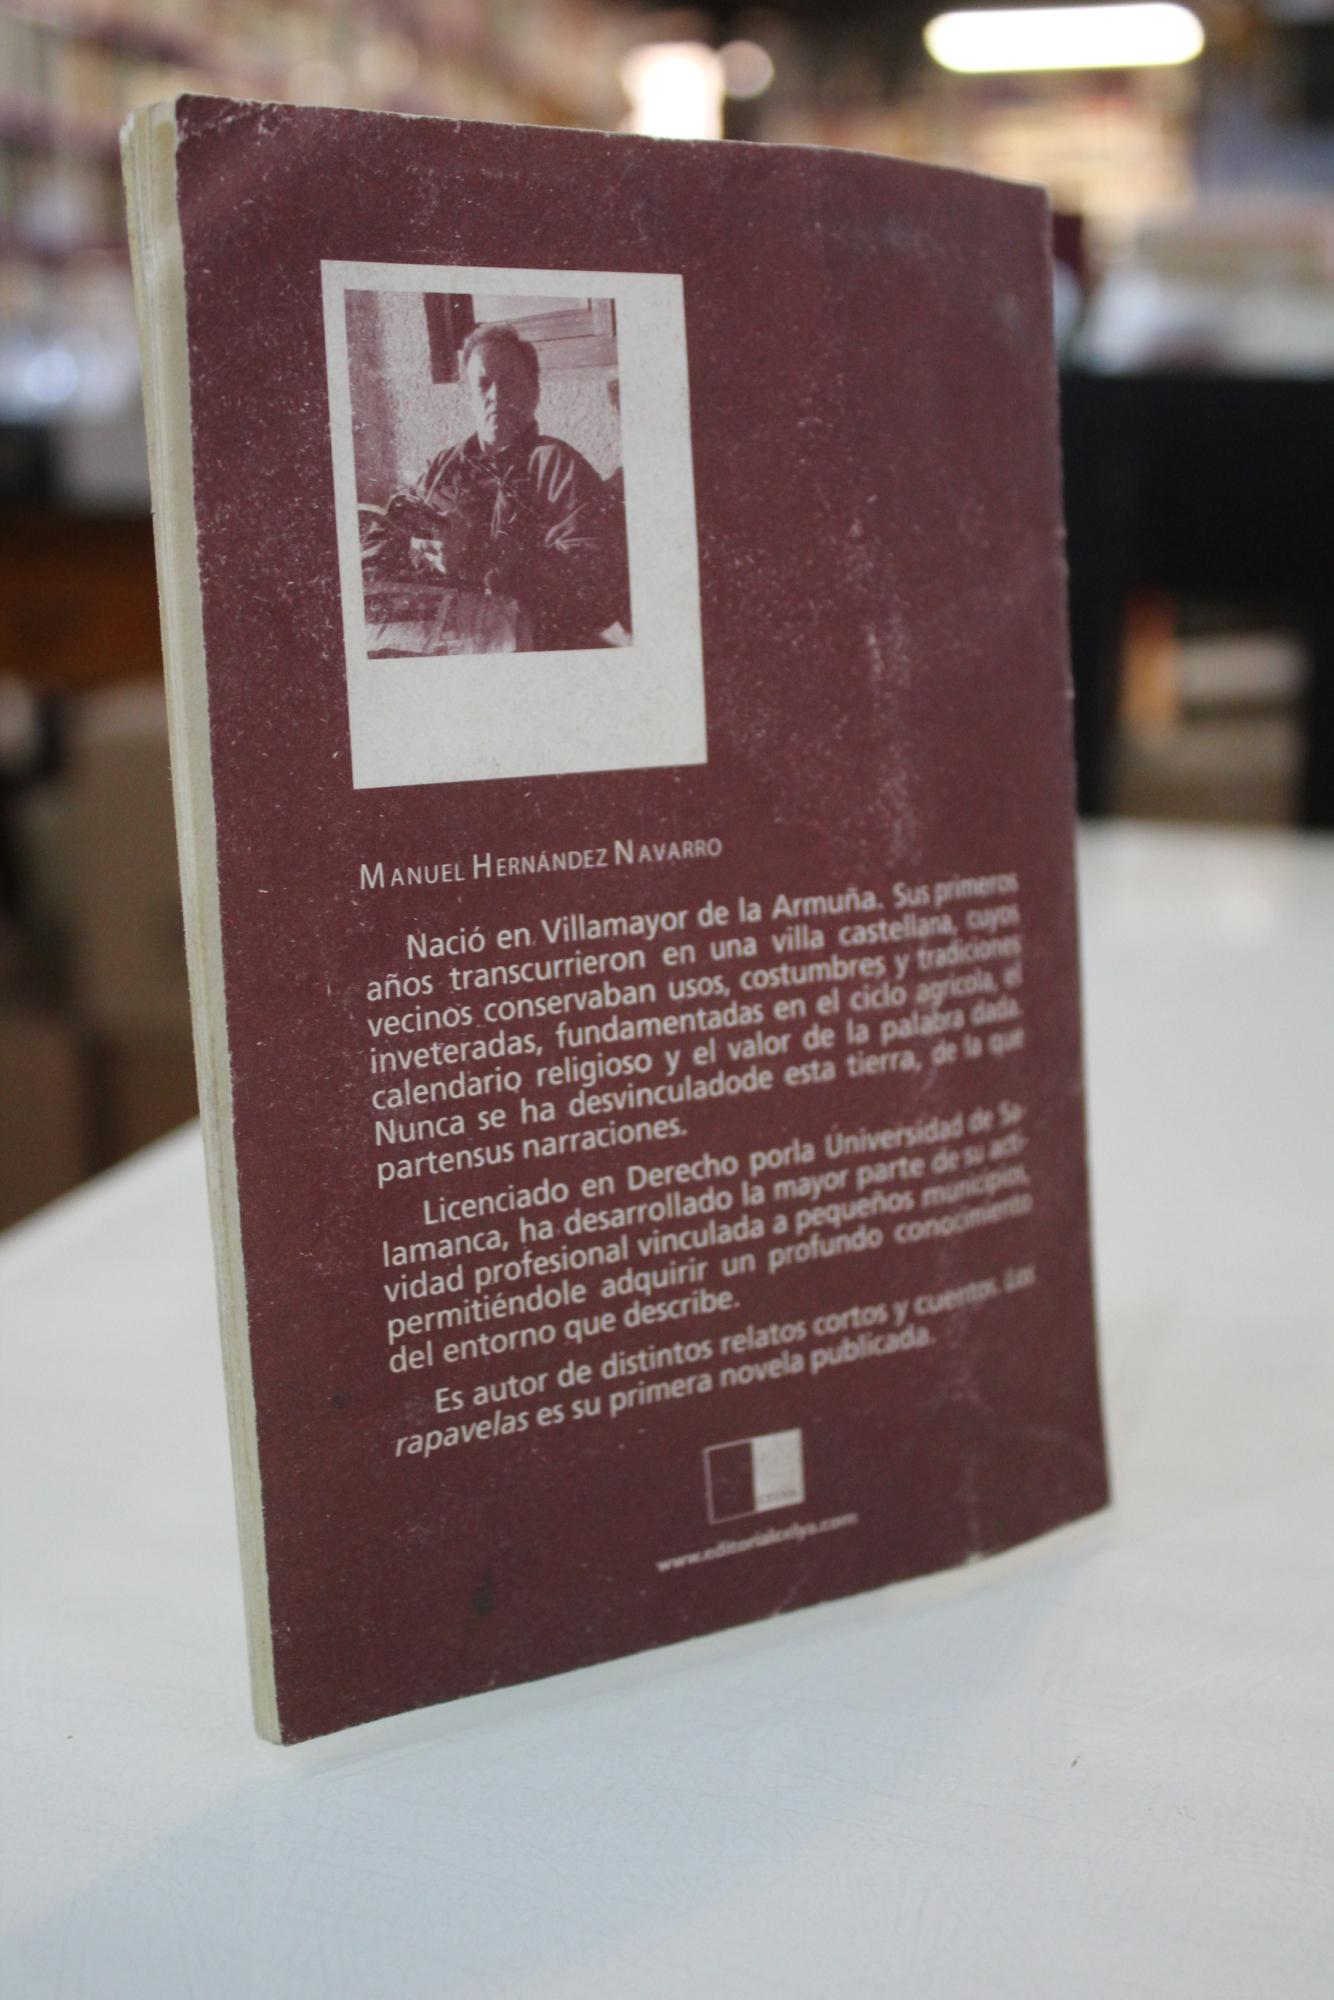 MANUEL HERNÁNDEZ NAVARRO
Nació en Villamayor de la Armuña. Sus primeros
años transcurrieron en una villa castellana, cuyos
vecinos conservaban usos, costumbres y tradiciones
inveteradas, fundamentadas en el ciclo agrícola, el
calendario religioso y el valor de la palabra dada.
Nunca se ha desvinculadode esta tierra, de la que
partensus narraciones.
Licenciado en Derecho porla Universidad de Sa-
lamanca, ha desarrollado la mayor parte de su acti-
vidad profesional vinculada a pequeños municipios,
permitiéndole adquirir un profundo conocimiento
del entorno que describe.
Es autor de distintos relatos cortos y cuentos. Los
rapavelas es su primera novela publicada.
www.editorialcelya.com